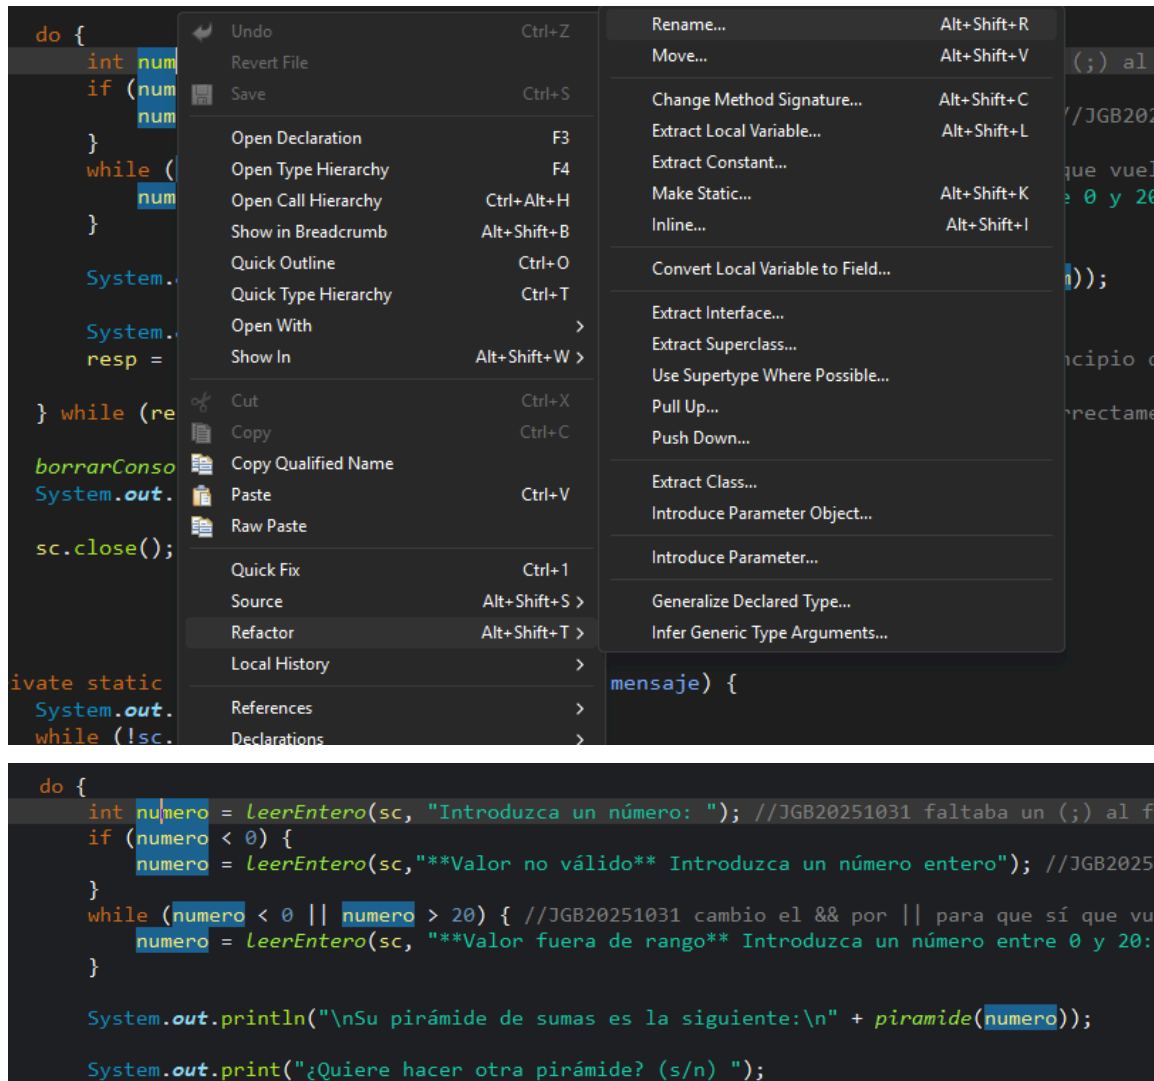 do {
int num
if (num
num
}
while (
num
}
System.
System.
resp =
} while (re
borrarConso
System.out.
sc.close();
ivate static
System.out.
while (!sc.
Undo Ctrl+Z
Revert File
Save Ctrl+S
Open Declaration F3
Open Type Hierarchy F4
Open Call Hierarchy Ctrl+Alt+H
Show in Breadcrumb Alt+Shift+B
Quick Outline Ctrl+O
Quick Type Hierarchy Ctrl+T
Open With >
Show In Alt+Shift+W >
Cut Ctrl+X
Copy Ctrl+C
Copy Qualified Name
Paste Ctrl+V
Raw Paste
Quick Fix Ctrl+1
Source Alt+Shift+S >
Refactor Alt+Shift+T >
Local History >
References >
Declarations >
Rename... Alt+Shift+R
Move... Alt+Shift+V
Change Method Signature... Alt+Shift+C
Extract Local Variable... Alt+Shift+L
Extract Constant...
Make Static... Alt+Shift+K
Inline... Alt+Shift+I
Convert Local Variable to Field...
Extract Interface...
Extract Superclass...
Use Supertype Where Possible...
Pull Up...
Push Down...
Extract Class...
Introduce Parameter Object...
Introduce Parameter...
Generalize Declared Type...
Infer Generic Type Arguments...
(;) al
//JGB202
que vuel
e 0 y 20
));
ncipio
rrectame
mensaje) {
do {
int numero = leerEntero(sc, "Introduzca un número: "); //JGB20251031 faltaba un (;) al f
if (numero < 0) {
numero = leerEntero(sc,"**Valor no válido** Introduzca un número entero"); //JGB2025
}
while (numero < 0 || numero > 20) { //JGB20251031 cambio el && por || para que sí que vu
numero = leerEntero(sc, "**Valor fuera de rango** Introduzca un número entre 0 y 20:
}
System.out.println("\nSu pirámide de sumas es la siguiente:\n" + piramide(numero));
System.out.print("¿Quiere hacer otra pirámide? (s/n) ");